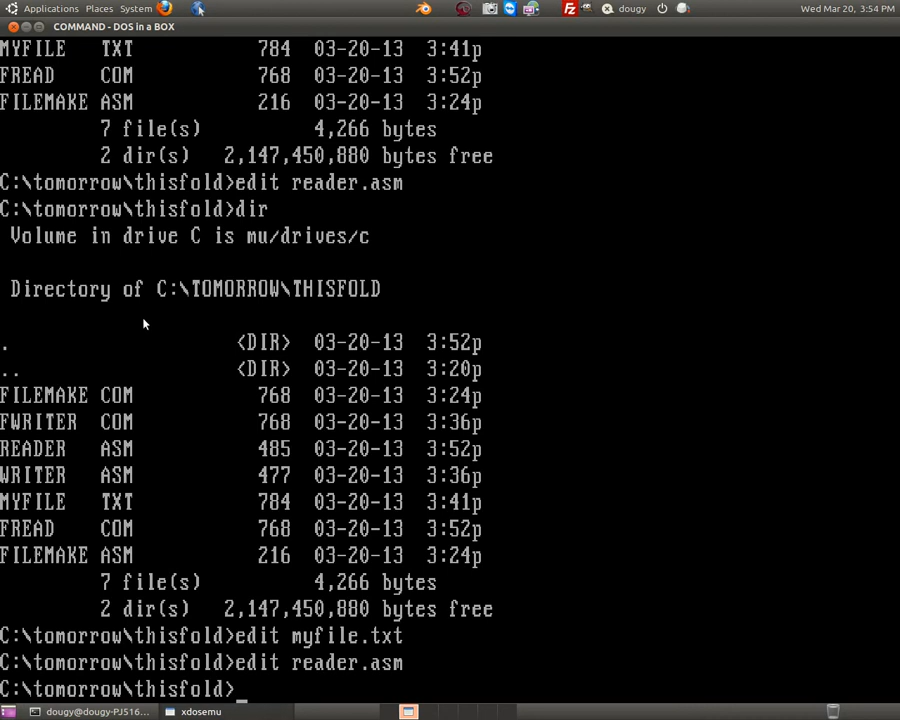 Applications Places System dougy Wed Mar 20, 3:54 PM
COMMAND - DOS in a BOX
MYFILE TXT 784 03-20-13 3:41p
FREAD COM 768 03-20-13 3:52p
FILEMAKE ASM 216 03-20-13 3:24p
7 file(s) 4,266 bytes
2 dir(s) 2,147,450,880 bytes free
C:\tomorrow\thisfold>edit reader.asm
C:\tomorrow\thisfold>dir
Volume in drive C is mu/drives/c
Directory of C:\TOMORROW\THISFOLD
. <DIR> 03-20-13 3:52p
.. <DIR> 03-20-13 3:20p
FILEMAKE COM 768 03-20-13 3:24p
FWRITER COM 768 03-20-13 3:36p
READER ASM 485 03-20-13 3:52p
WRITER ASM 477 03-20-13 3:36p
MYFILE TXT 784 03-20-13 3:41p
FREAD COM 768 03-20-13 3:52p
FILEMAKE ASM 216 03-20-13 3:24p
7 file(s) 4,266 bytes
2 dir(s) 2,147,450,880 bytes free
C:\tomorrow\thisfold>edit myfile.txt
C:\tomorrow\thisfold>edit reader.asm
C:\tomorrow\thisfold>
dougy@dougy-PJ516... xdosemu